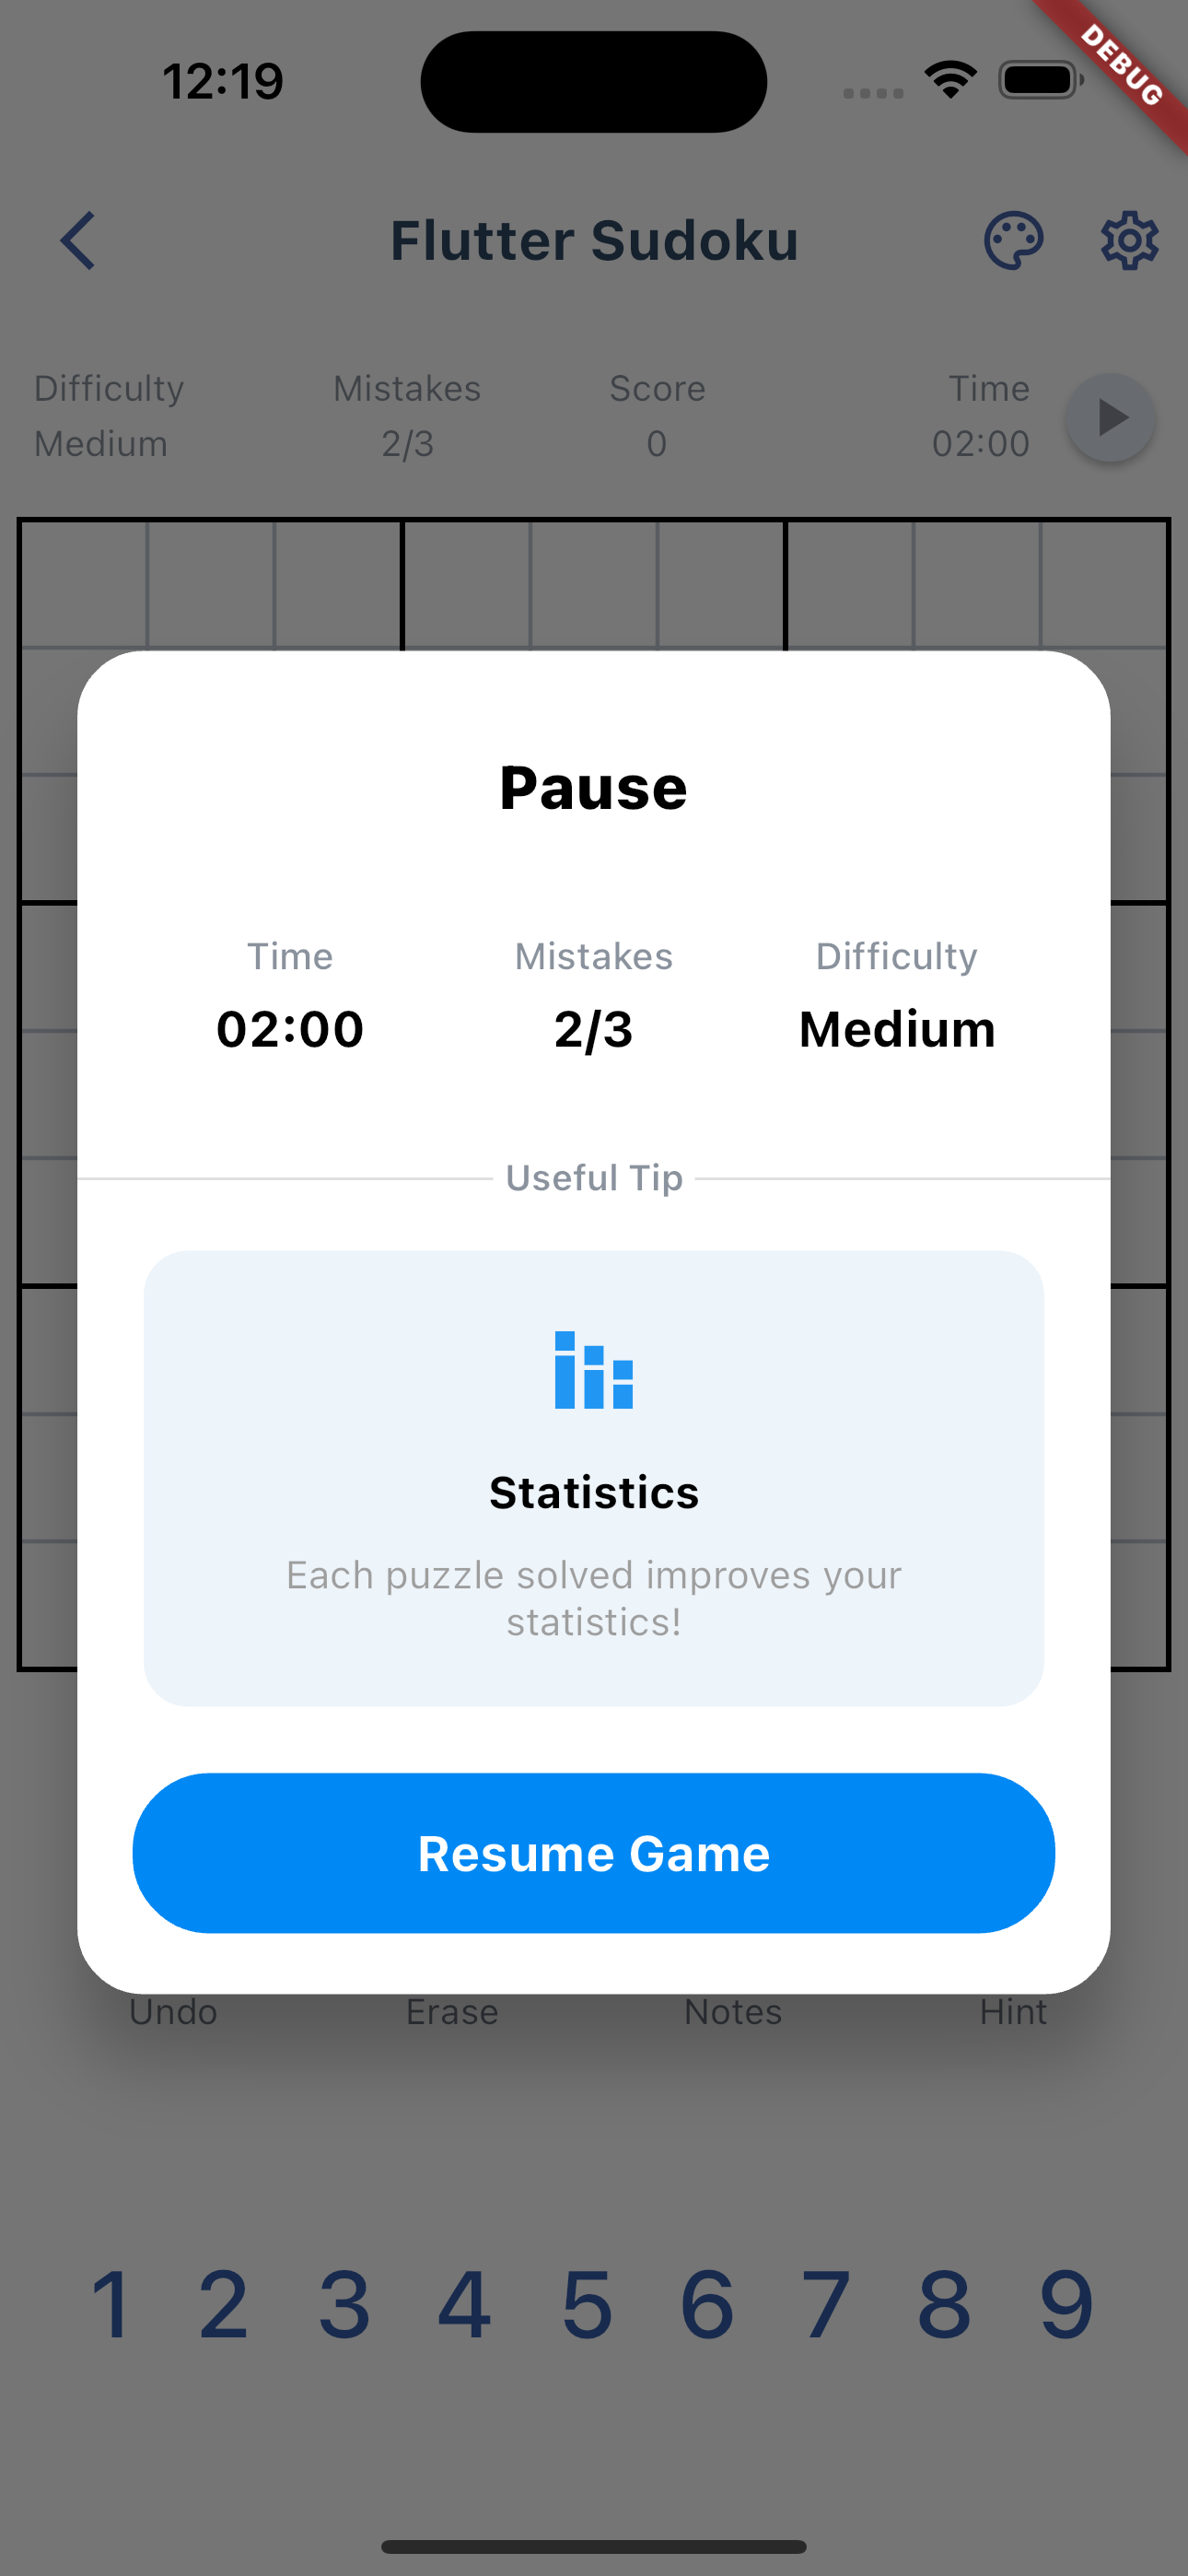 12:19
DEBUG
Flutter Sudoku
Difficulty Mistakes Score Time
Medium 2/3 0 02:00
Pause
Time Mistakes Difficulty
02:00 2/3 Medium
Useful Tip
Statistics
Each puzzle solved improves your
statistics!
Resume Game
Undo Erase Notes Hint
1 2 3 4 5 6 7 8 9